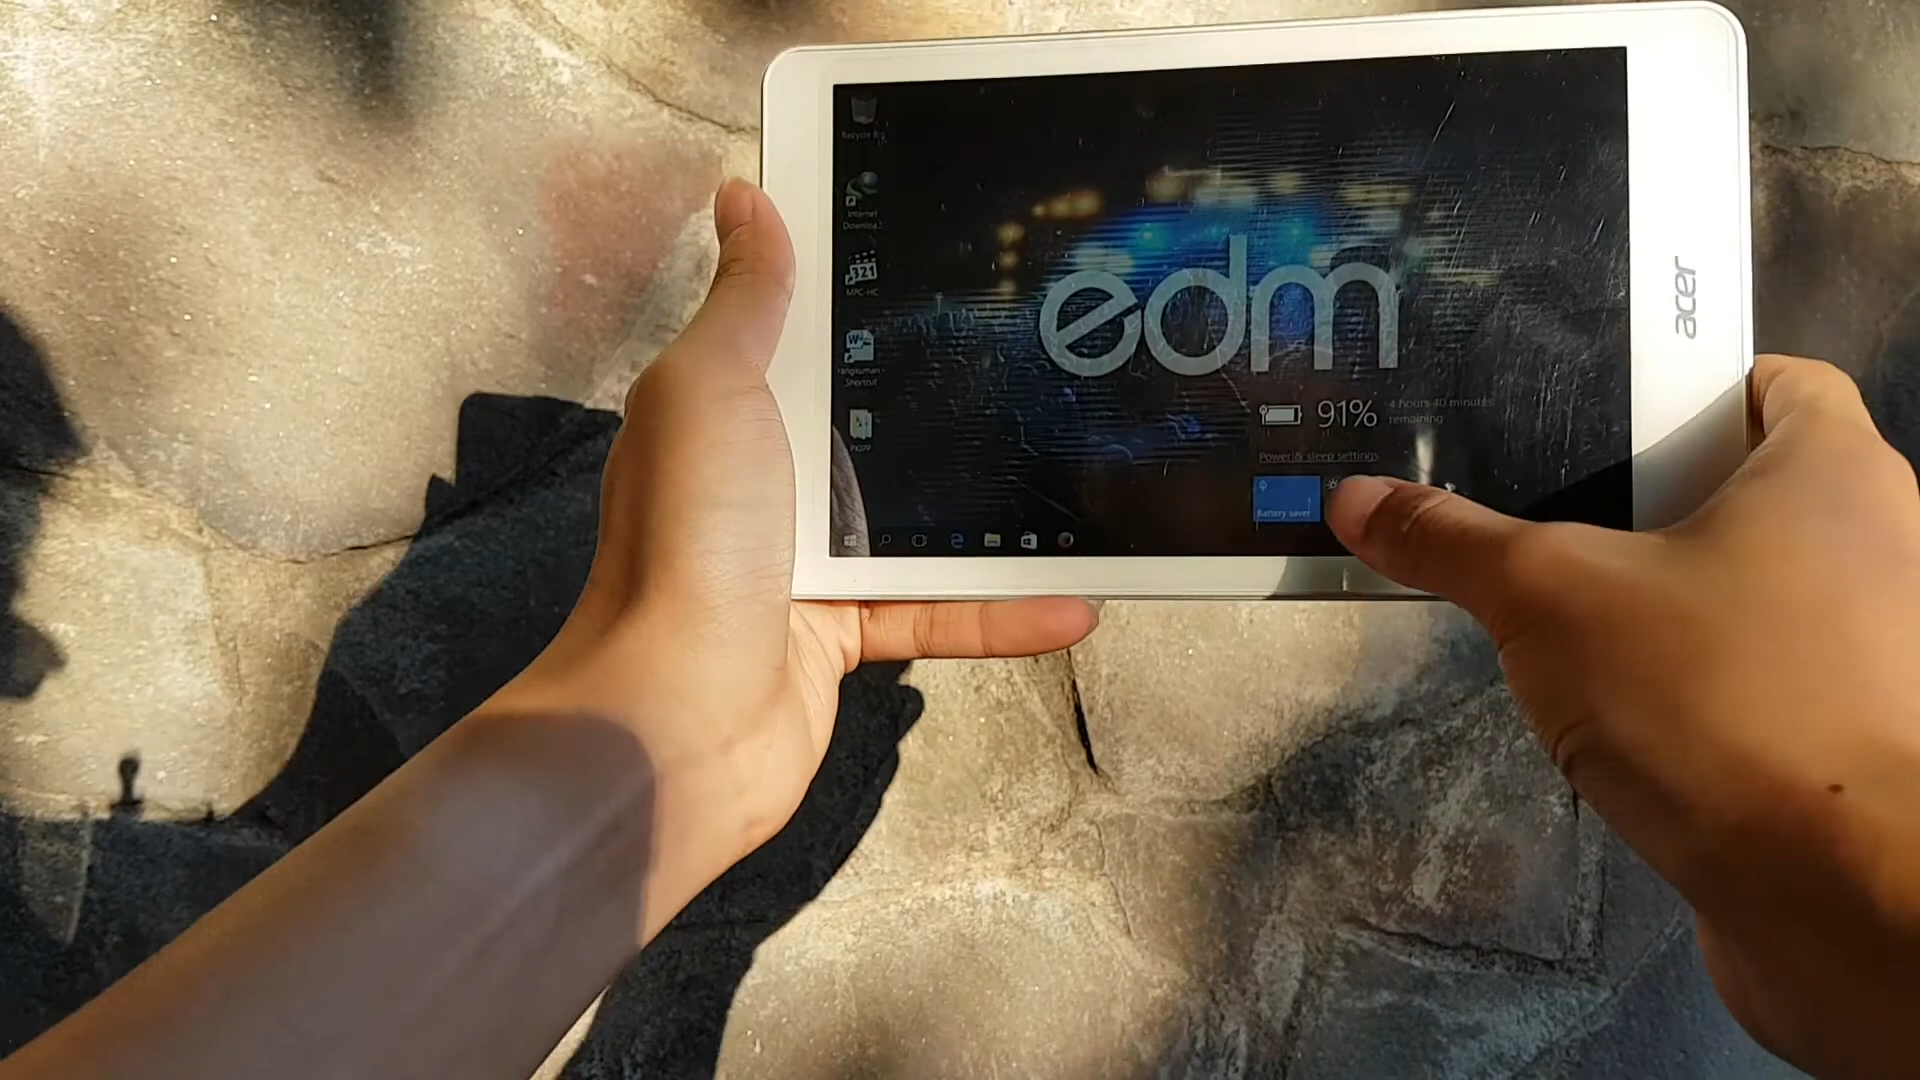 Recycle Bin
Internet
Downloa..
MPC-HC
rangkuman -
Shortcut
edm
acer
91%
4 hours 40 minutes
remaining
Power & sleep settings
Battery saver